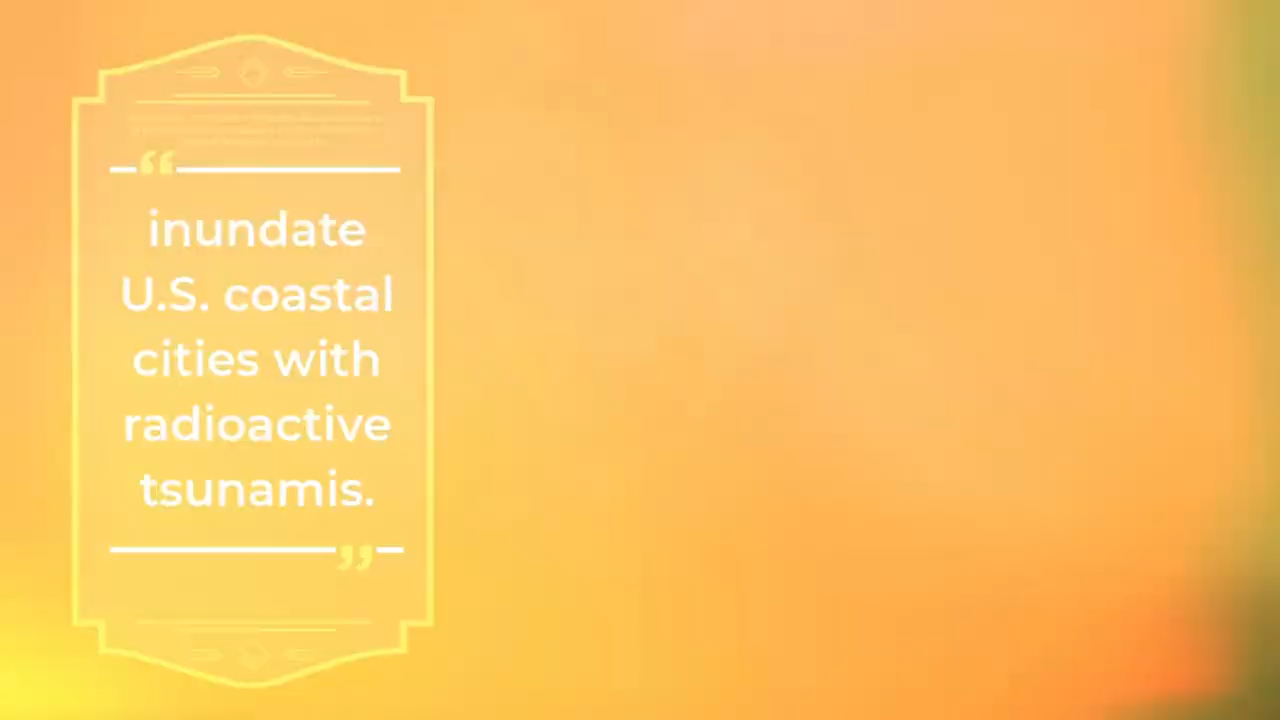 “
inundate
U.S. coastal
cities with
radioactive
tsunamis.
”